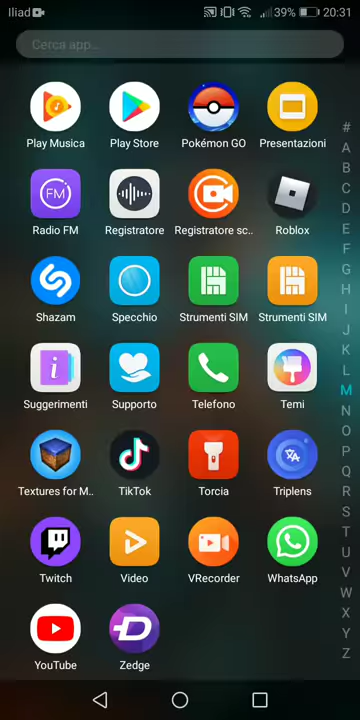 Iliad 39% 20:31
Cerca app...
Play Musica Play Store Pokémon GO Presentazioni
FM
Radio FM Registratore Registratore sc.. Roblox
Shazam Specchio Strumenti SIM Strumenti SIM
Suggerimenti Supporto Telefono Temi
Textures for M.. TikTok Torcia Triplens
Twitch Video VRecorder WhatsApp
YouTube Zedge
#
A
B
C
D
E
F
G
H
I
J
K
L
M
N
O
P
Q
R
S
T
U
V
W
X
Y
Z